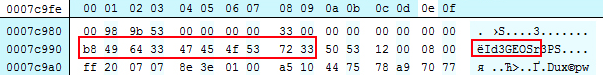 0007c9fe 00 01 02 03 04 05 06 07 08 09 0a 0b 0c 0d 0e 0f
0007c980 00 98 9b 53 00 00 00 00 33 00 00 00 00 00 00 00 . ›S....3.......
0007c990 b8 49 64 33 47 45 4f 53 72 33 50 53 12 00 08 00 ёId3GEOSr3PS....
0007c9a0 ff 20 07 07 8e 3e 01 00 a5 10 44 75 78 a9 70 77 я ..Ћ>..Ґ.Dux©pw